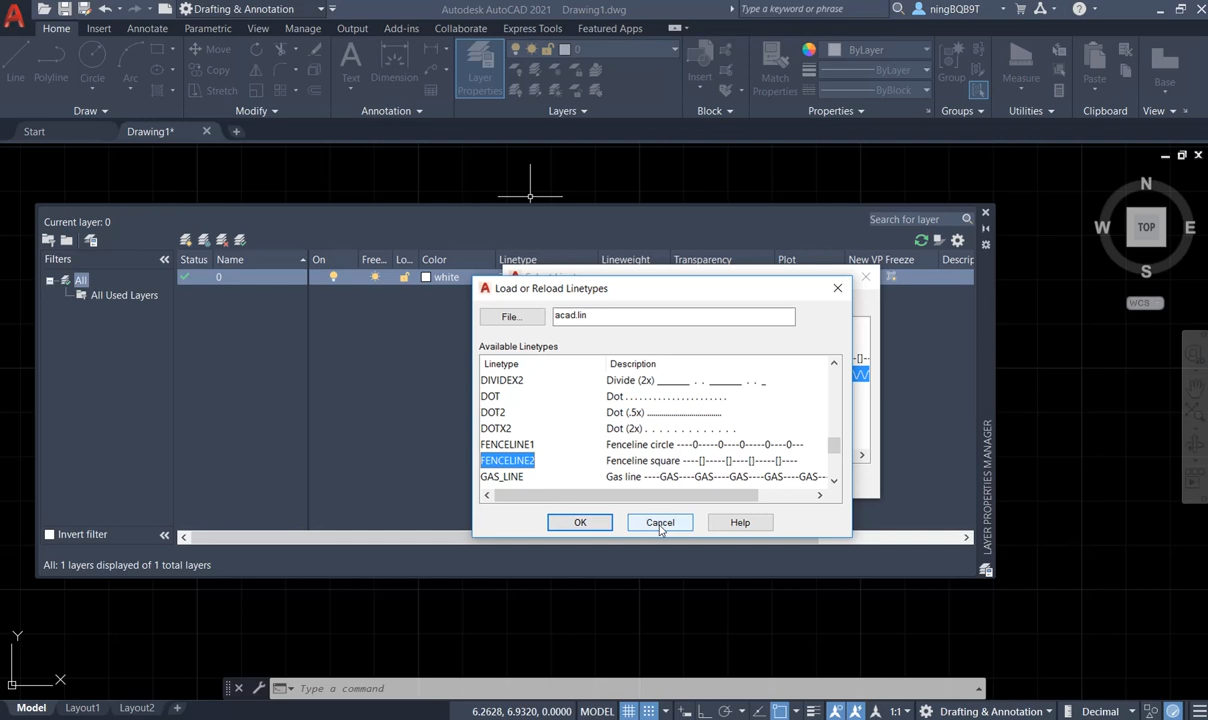 Drafting & Annotation
Autodesk AutoCAD 2021 Drawing1.dwg
Type a keyword or phrase
ningBQB9T
Home Insert Annotate Parametric View Manage Output Add-ins Collaborate Express Tools Featured Apps
Line Polyline Circle Arc
Move
Copy
Stretch
Text Dimension
Layer Properties
0
Insert
Match Properties
ByLayer
ByLayer
ByBlock
Group
Measure
Paste
Base
Draw Modify Annotation Layers Block Properties Groups Utilities Clipboard View
Start Drawing1*
N
W TOP E
S
WCS
Current layer: 0
Search for layer
Filters
Status Name On Free... Lo... Color Linetype Lineweight Transparency Plot New VP Freeze Descrip
All
0 white
All Used Layers
Load or Reload Linetypes
File... acad.lin
Available Linetypes
Linetype Description
DIVIDEX2 Divide (2x) ______ . . ______ . . _
DOT Dot . . . . . . . . . . . . . . . . . . . . . .
DOT2 Dot (.5x) ........................................
DOTX2 Dot (2x) . . . . . . . . . . . . .
FENCELINE1 Fenceline circle ----0-----0----0-----0----0---
FENCELINE2 Fenceline square ----[]-----[]----[]-----[]----
GAS_LINE Gas line ----GAS----GAS----GAS----GAS----GAS--
OK Cancel Help
Invert filter
All: 1 layers displayed of 1 total layers
LAYER PROPERTIES MANAGER
Y
X
Type a command
Model Layout1 Layout2
6.2628, 6.9320, 0.0000 MODEL 1:1 Drafting & Annotation Decimal